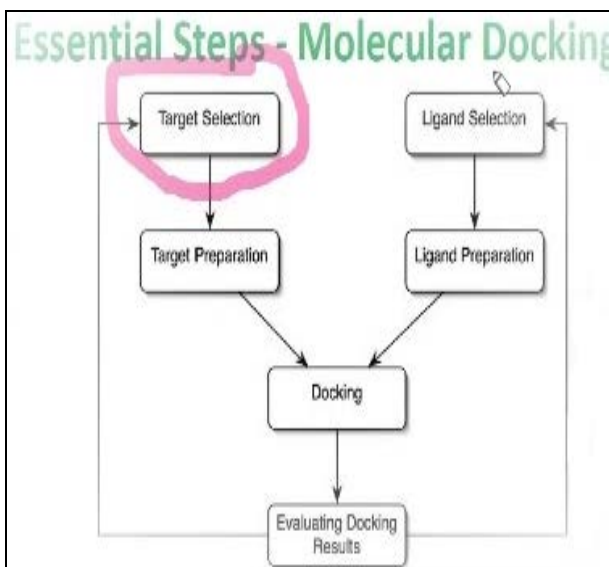 Essential Steps - Molecular Docking
Target Selection
Ligand Selection
Target Preparation
Ligand Preparation
Docking
Evaluating Docking
Results